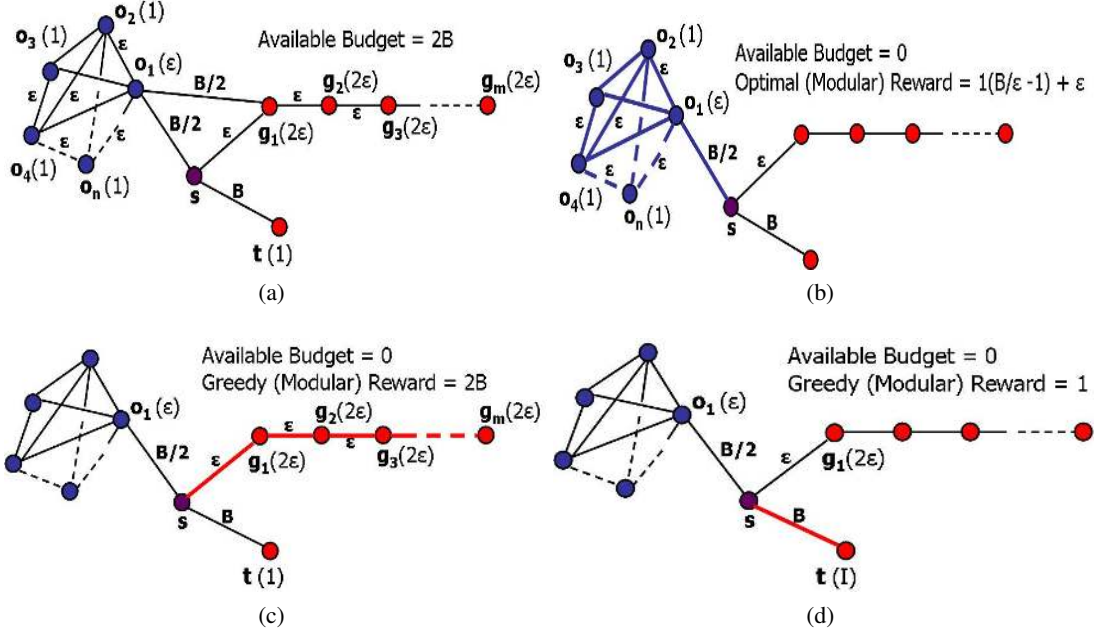 o2(1)
o3(1)
ε
o1(ε)
Available Budget = 2B
B/2
ε
g2(2ε)
gm(2ε)
ε
ε
B/2
ε
g1(2ε)
ε
g3(2ε)
o4(1)
ε
ε
on(1)
s
B
t(1)
(a)
o2(1)
o3(1)
ε
o1(ε)
Available Budget = 0
Optimal (Modular) Reward = 1(B/ε -1) + ε
ε
ε
B/2
ε
o4(1)
ε
ε
on(1)
s
B
(b)
Available Budget = 0
Greedy (Modular) Reward = 2B
o1(ε)
ε
g2(2ε)
gm(2ε)
B/2
ε
g1(2ε)
ε
g3(2ε)
s
B
t(1)
(c)
Available Budget = 0
Greedy (Modular) Reward = 1
o1(ε)
B/2
ε
g1(2ε)
s
B
t(I)
(d)